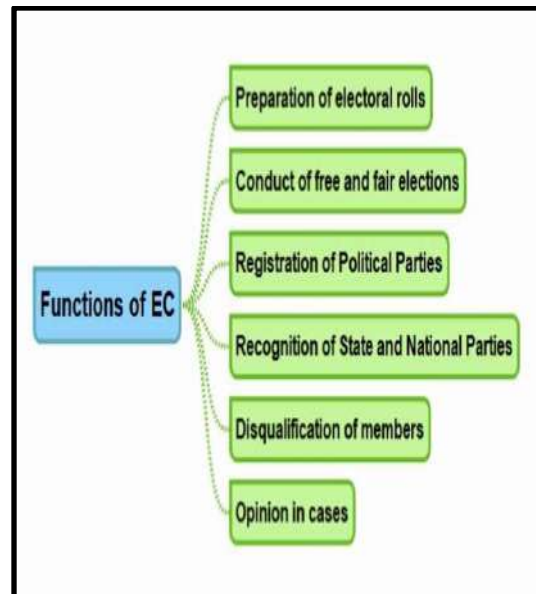 Preparation of electoral rolls
Conduct of free and fair elections
Registration of Political Parties
Functions of EC
Recognition of State and National Parties
Disqualification of members
Opinion in cases